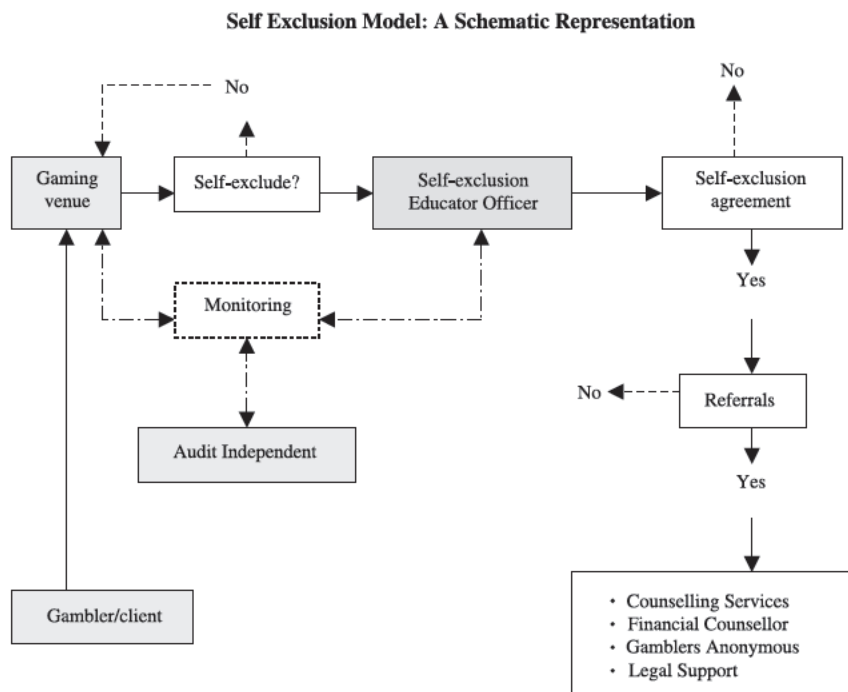 Self Exclusion Model: A Schematic Representation
No
No
Gaming
venue
Self-exclude?
Self-exclusion
Educator Officer
Self-exclusion
agreement
Yes
Monitoring
No
Referrals
Audit Independent
Yes
Gambler/client
• Counselling Services
• Financial Counsellor
• Gamblers Anonymous
• Legal Support